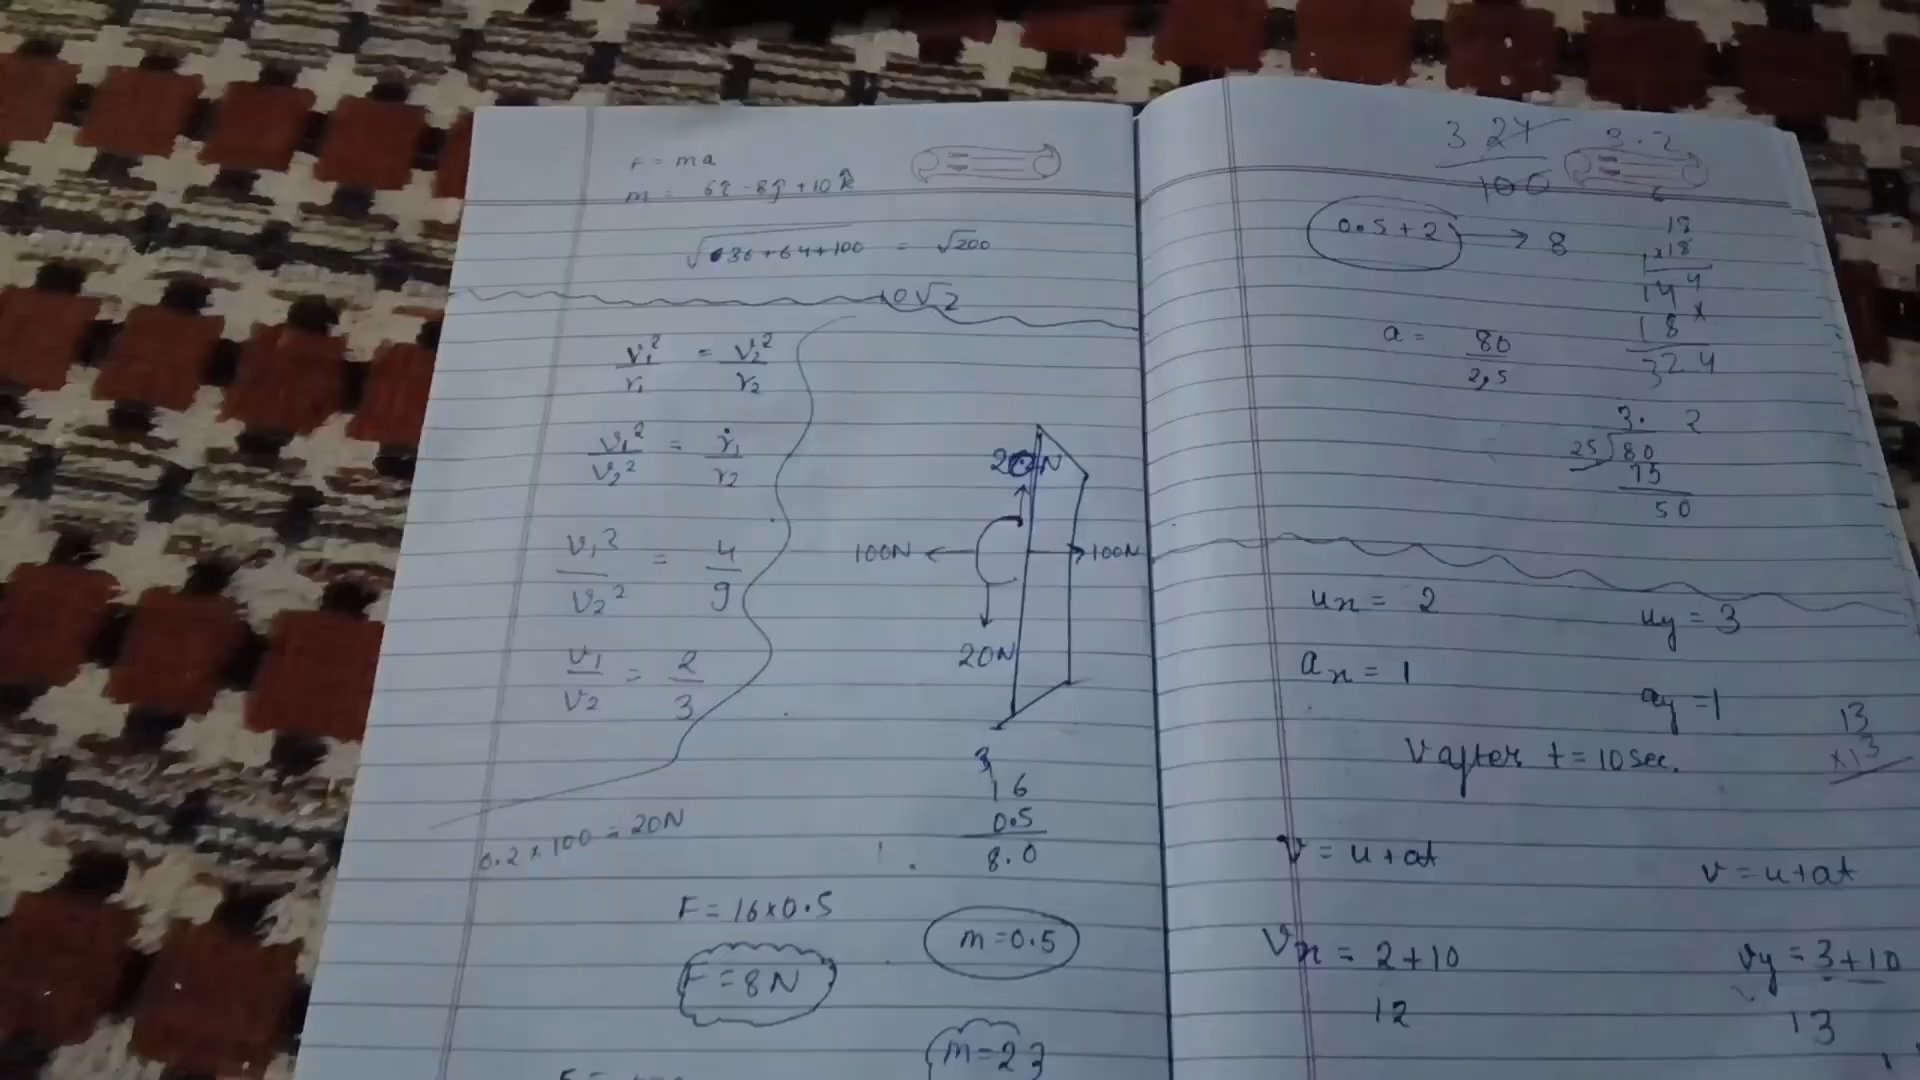 F = ma
m = 6î - 8ĵ + 10k̂
√36+64+100 = √200
10√2
v₁²/r₁ = v₂²/r₂
v₁²/v₂² = r₁/r₂
v₁²/v₂² = 4/9
v₁/v₂ = 2/3
20N
100N
100N
20N
0.2 × 100 = 20N
3
16
0.5
8.0
F = 16×0.5
m=0.5
F = 8N
m=2
3 24
100
3.2
6
0.5+2 → 8
18
×18
144
18×
324
a = 80/2.5
3.2
25 80
75
50
ux = 2
uy = 3
ax = 1
ay = 1
13
×13
V after t = 10 sec.
V = u + at
v = u + at
Vx = 2 + 10
vy = 3 + 10
12
13